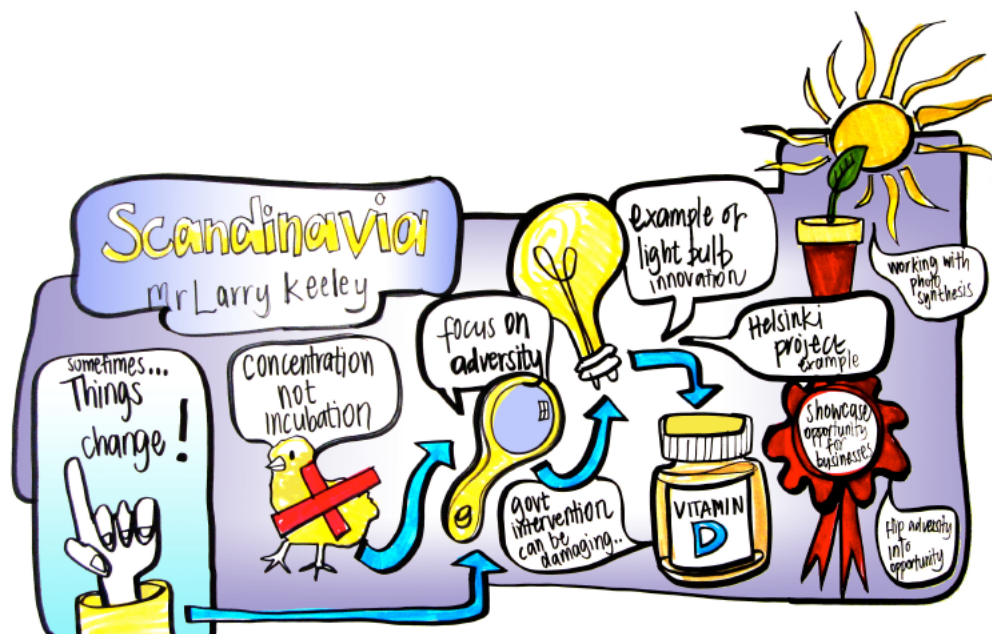 Scandinavia
Mr Larry Keeley
sometimes...
Things
change!
concentration
not
incubation
focus on
adversity
example of
light bulb
innovation
govt
intervention
can be
damaging..
VITAMIN
D
Helsinki
project
example
working with
photo
synthesis
showcase
opportunity
for
businesses
flip adversity
into
opportunity